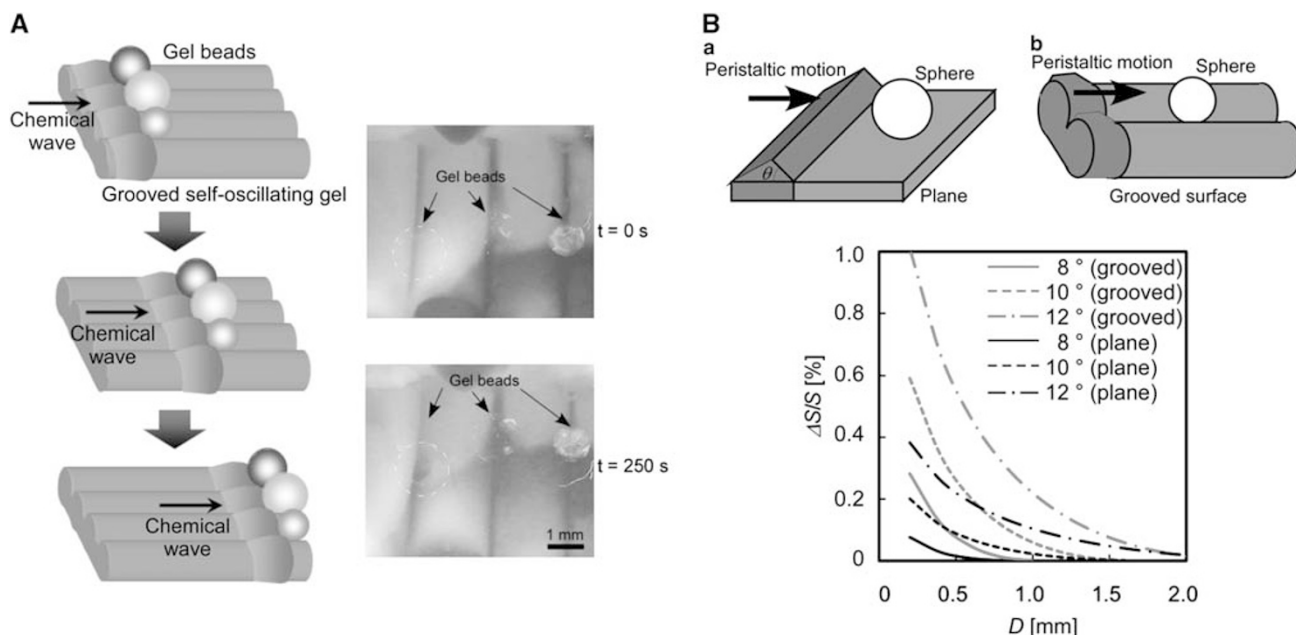 A
Gel beads
Chemical
wave
Grooved self-oscillating gel
Chemical
wave
Chemical
wave
Gel beads
t = 0 s
Gel beads
t = 250 s
1 mm
B
a
Peristaltic motion
Sphere
θ
Plane
b
Peristaltic motion
Sphere
Grooved surface
1.0
0.8
0.6
0.4
0.2
0
ΔS/S [%]
8 ° (grooved)
10 ° (grooved)
12 ° (grooved)
8 ° (plane)
10 ° (plane)
12 ° (plane)
0 0.5 1.0 1.5 2.0
D [mm]